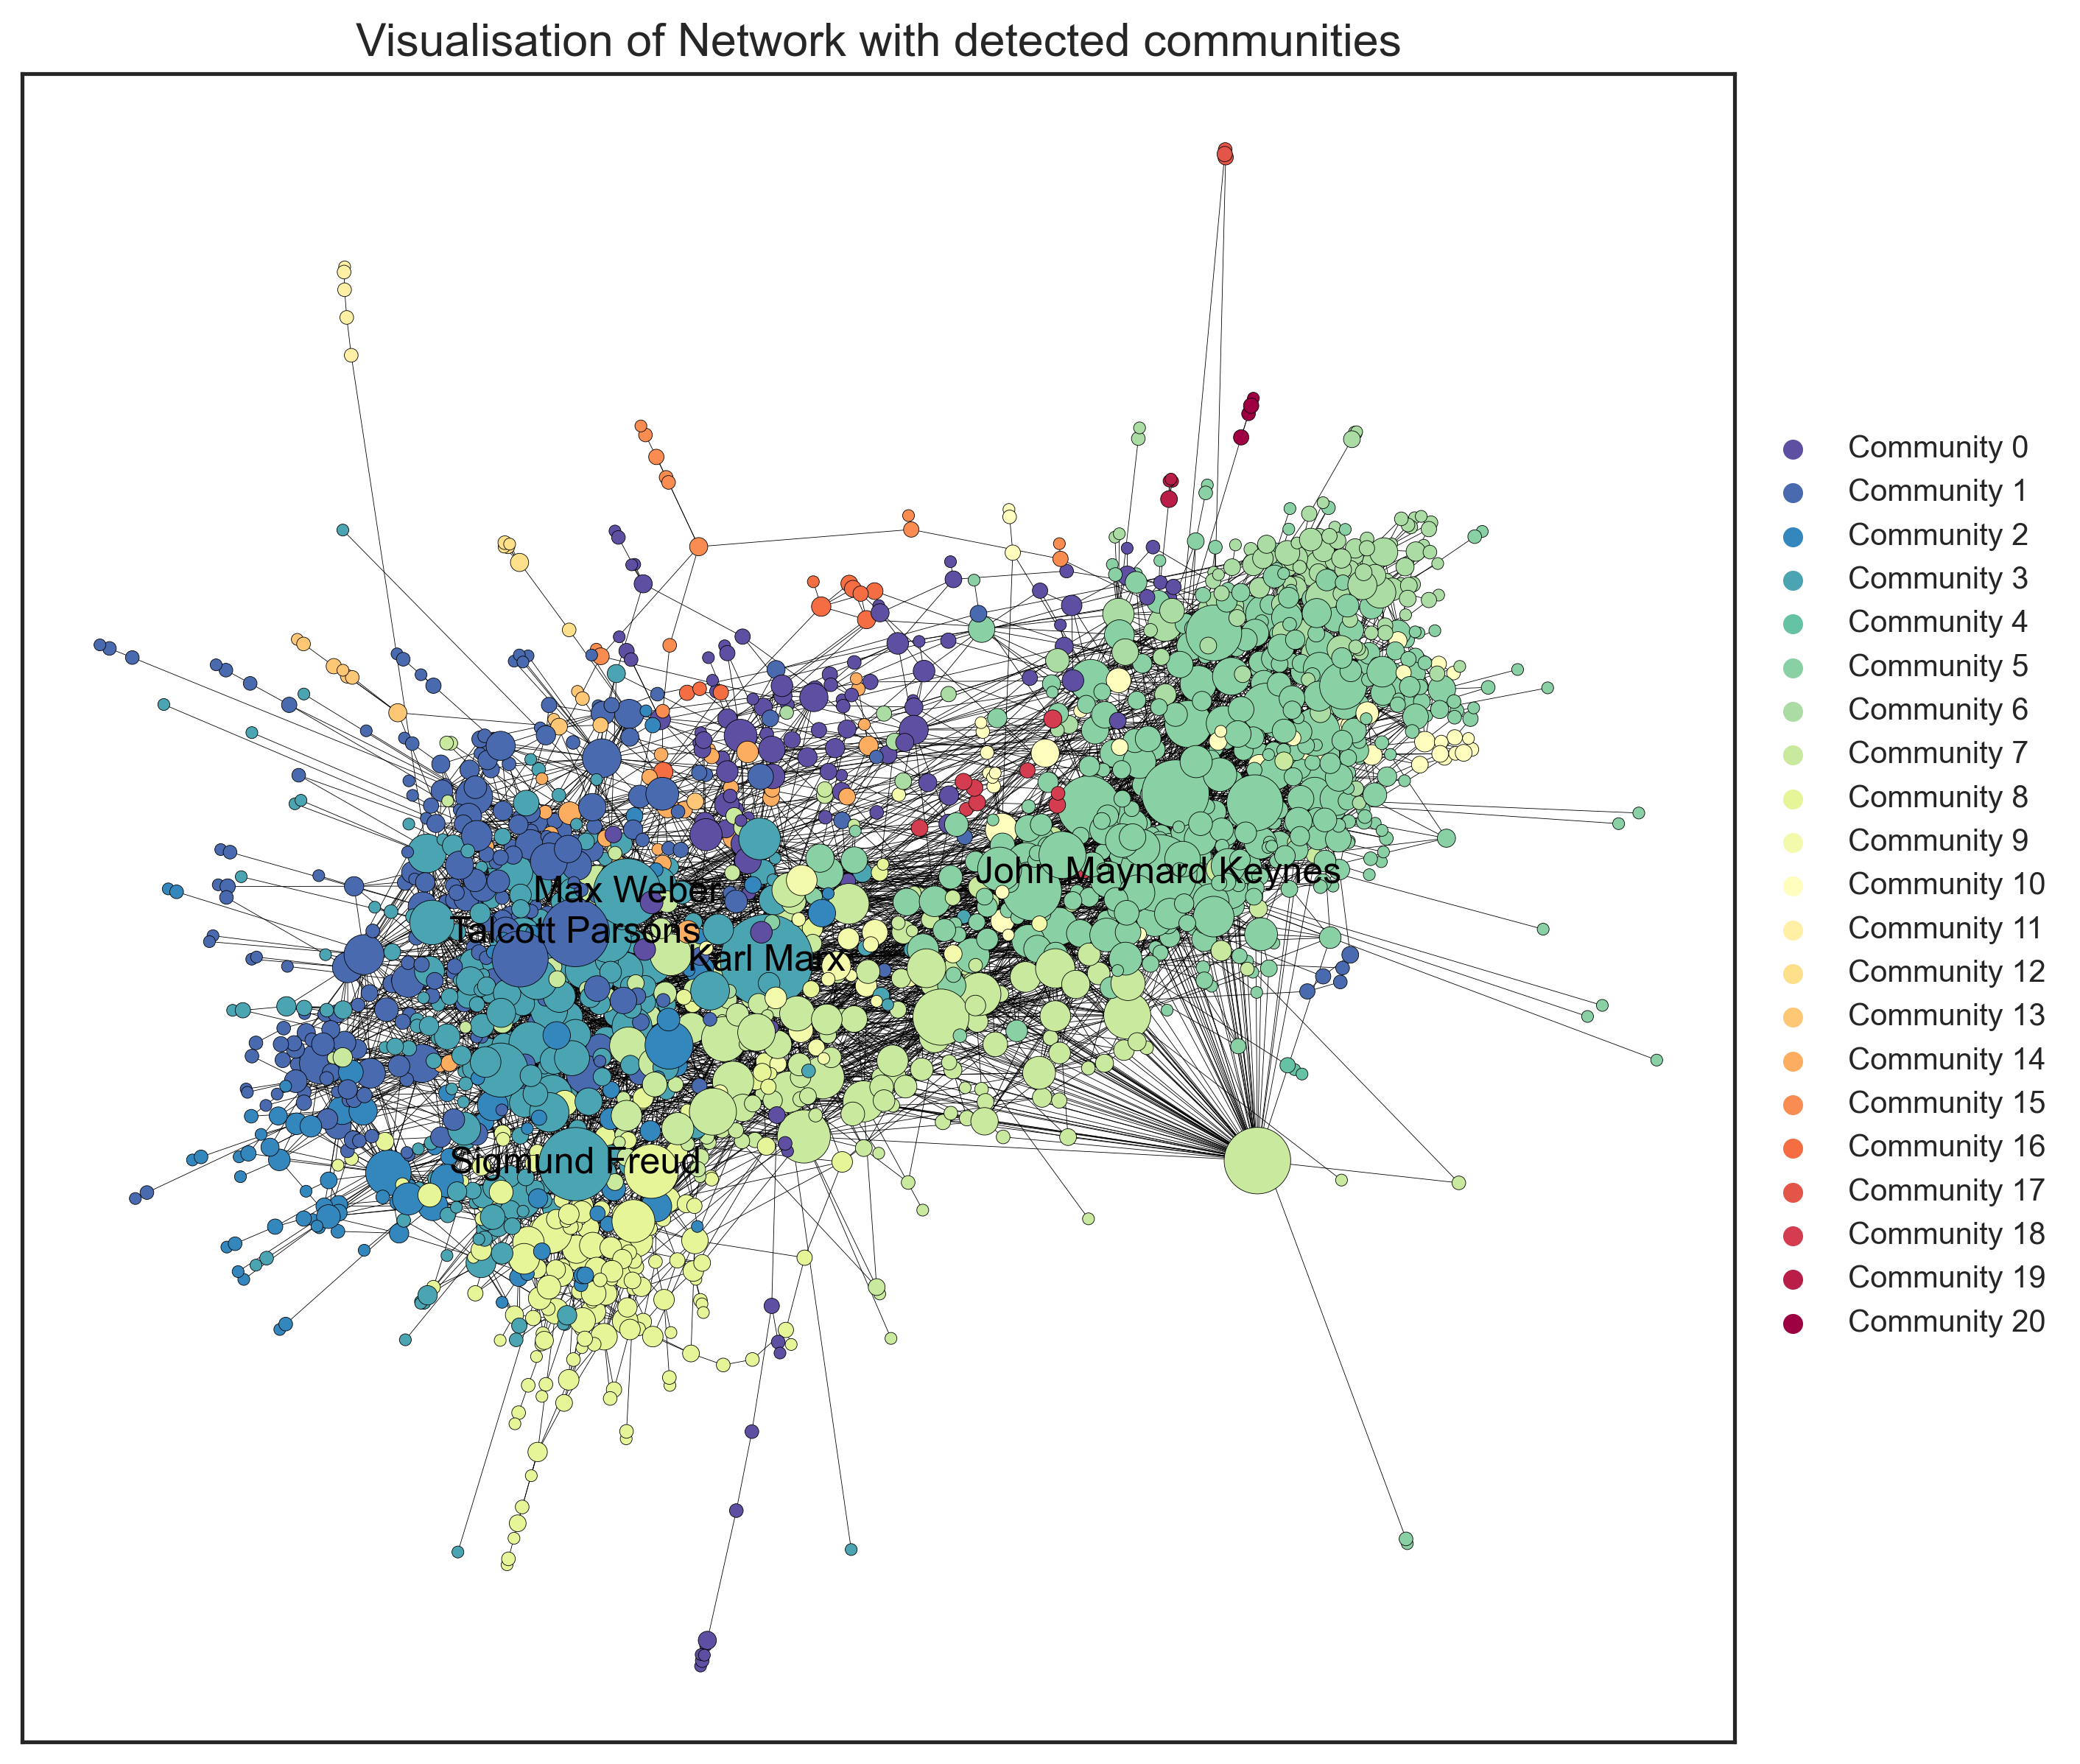 Visualisation of Network with detected communities
Max Weber
Talcott Parsons
Karl Marx
John Maynard Keynes
Sigmund Freud
Community 0
Community 1
Community 2
Community 3
Community 4
Community 5
Community 6
Community 7
Community 8
Community 9
Community 10
Community 11
Community 12
Community 13
Community 14
Community 15
Community 16
Community 17
Community 18
Community 19
Community 20